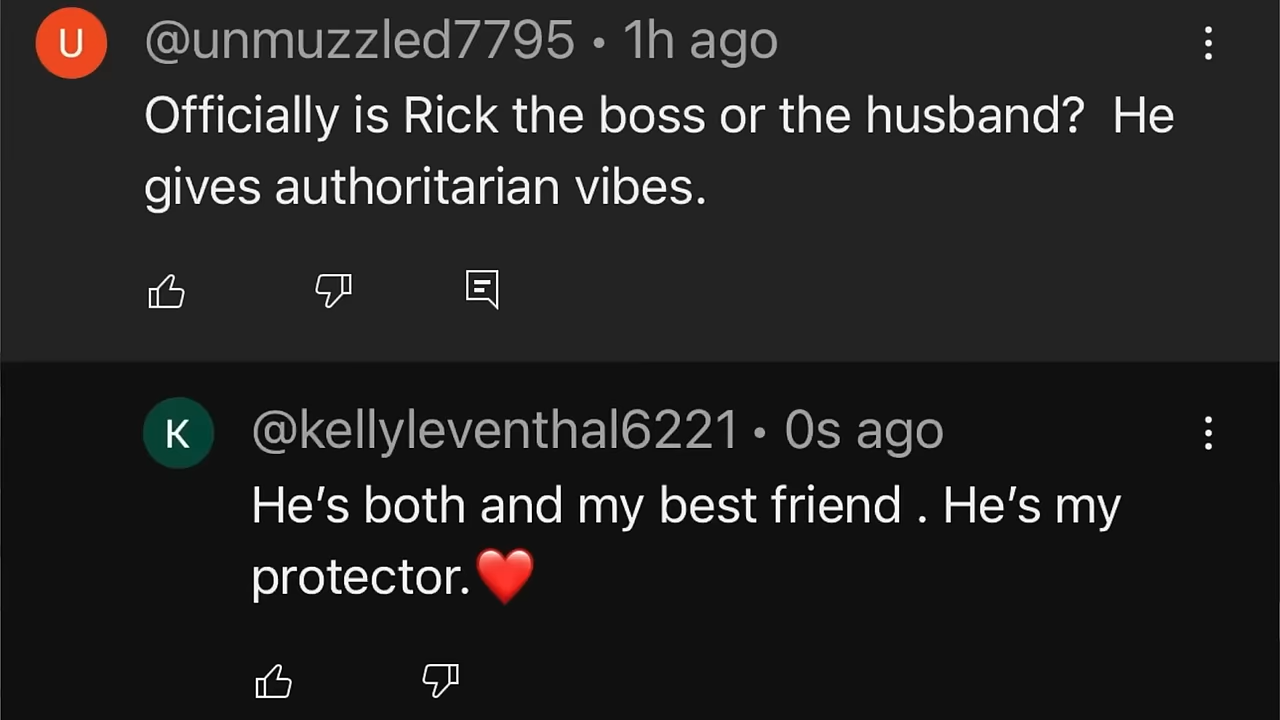 U @unmuzzled7795 • 1h ago
Officially is Rick the boss or the husband?  He
gives authoritarian vibes.
K @kellyleventhal6221 • 0s ago
He’s both and my best friend . He’s my
protector.❤️